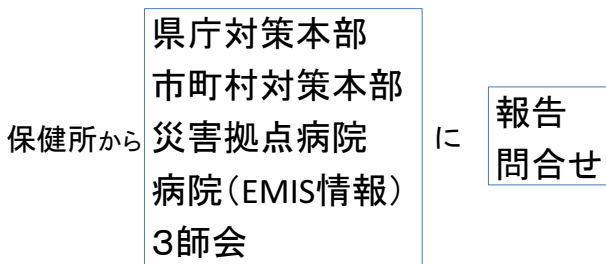 県庁対策本部
市町村対策本部
保健所から 災害拠点病院 に 報告
病院（EMIS情報） 問合せ
３師会